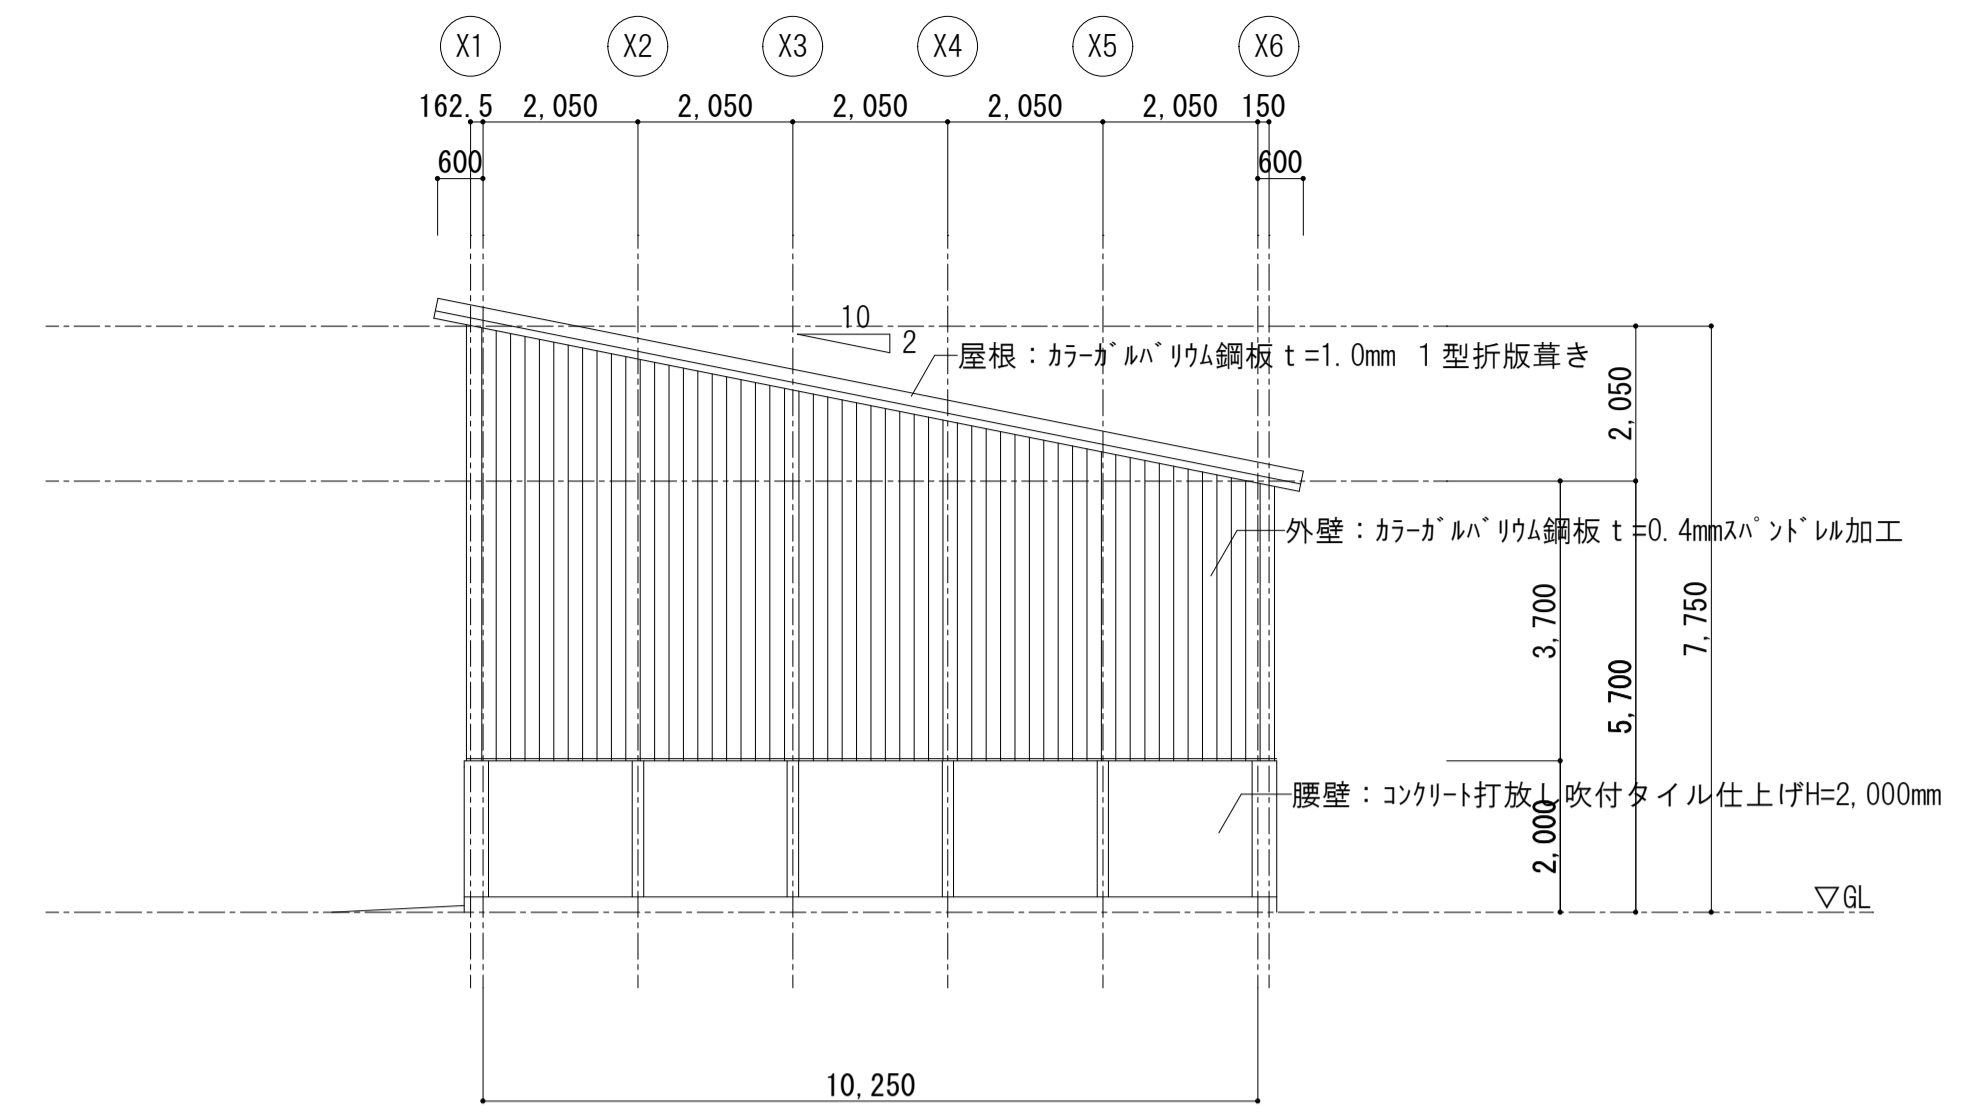 X1 X2 X3 X4 X5 X6
162.5 2,050 2,050 2,050 2,050 2,050 150
600 600
10
2
屋根：ｶﾗｰｶﾞﾙﾊﾞﾘｳﾑ鋼板ｔ=1.0mm １型折版葺き
2,050
外壁：ｶﾗｰｶﾞﾙﾊﾞﾘｳﾑ鋼板ｔ=0.4mmｽﾊﾟﾝﾄﾞﾚﾙ加工
3,700
5,700
7,750
腰壁：ｺﾝｸﾘｰﾄ打放し吹付タイル仕上げH=2,000mm
2,000
▽GL
10,250